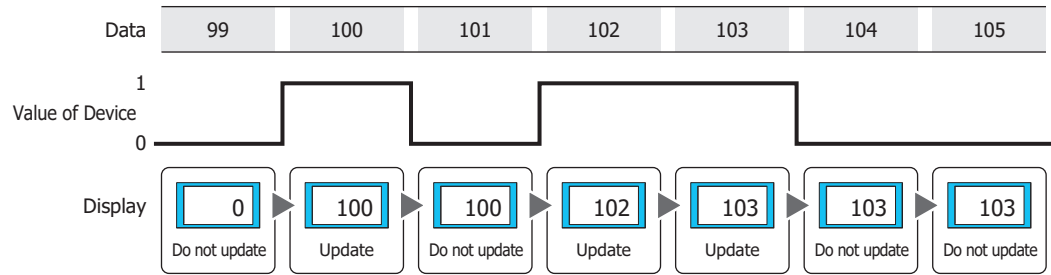 Data 99 100 101 102 103 104 105
1
Value of Device
0
Display 0 100 100 102 103 103 103
Do not update Update Do not update Update Update Do not update Do not update